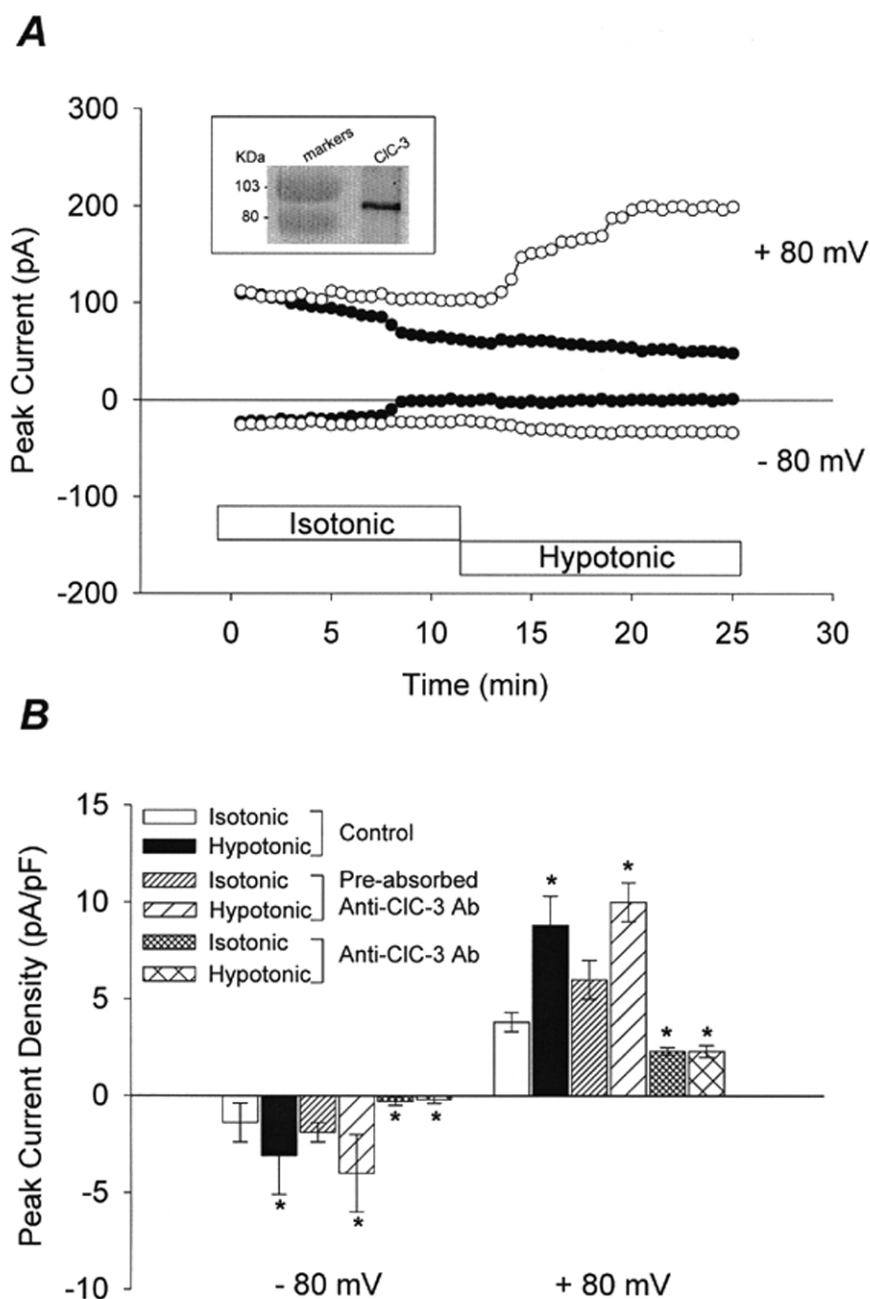 A
300
200
100
0
-100
-200
Peak Current (pA)
KDa
markers
ClC-3
103
80
+ 80 mV
- 80 mV
Isotonic
Hypotonic
0 5 10 15 20 25 30
Time (min)
B
15
10
5
0
-5
-10
Peak Current Density (pA/pF)
Isotonic
Hypotonic
Control
Isotonic
Hypotonic
Pre-absorbed
Anti-ClC-3 Ab
Isotonic
Hypotonic
Anti-ClC-3 Ab
* * * *
* * * *
- 80 mV + 80 mV